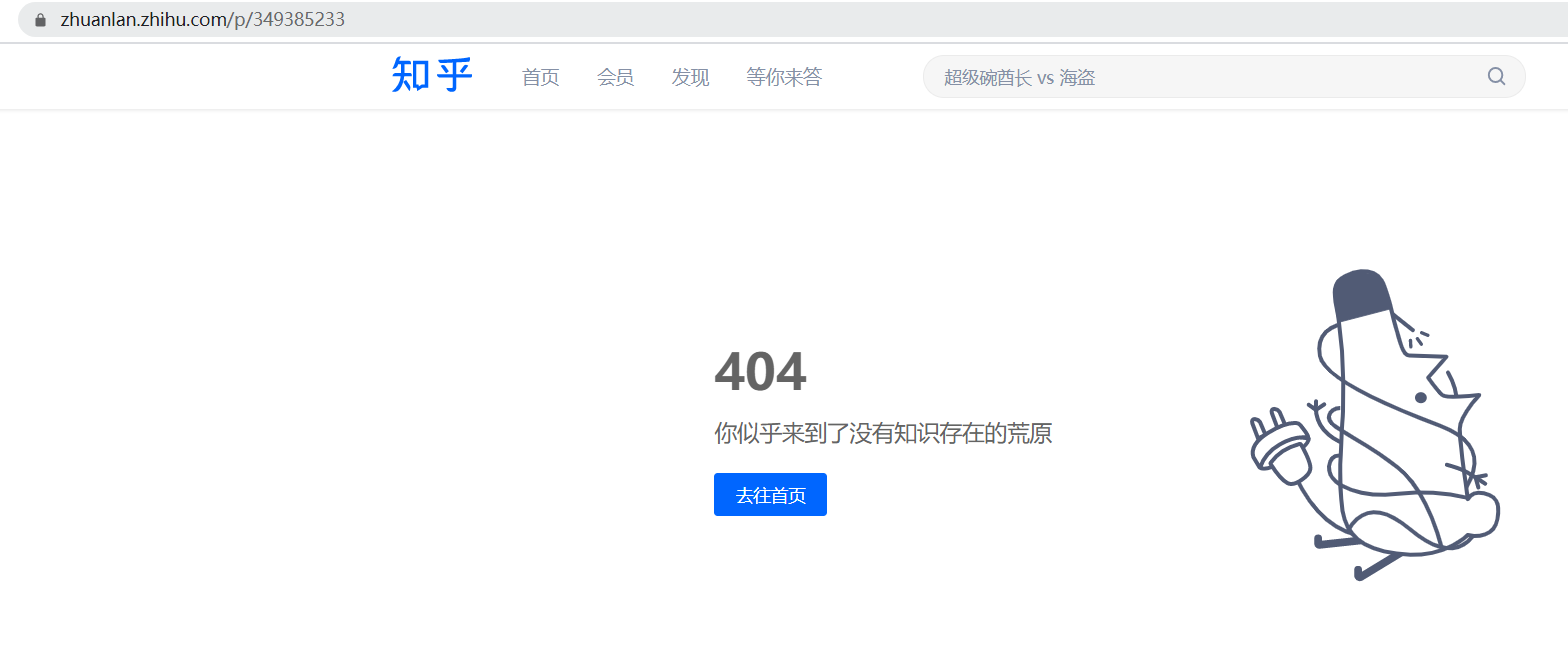 zhuanlan.zhihu.com/p/349385233
知乎 首页 会员 发现 等你来答 超级碗酋长 vs 海盗
404
你似乎来到了没有知识存在的荒原
去往首页